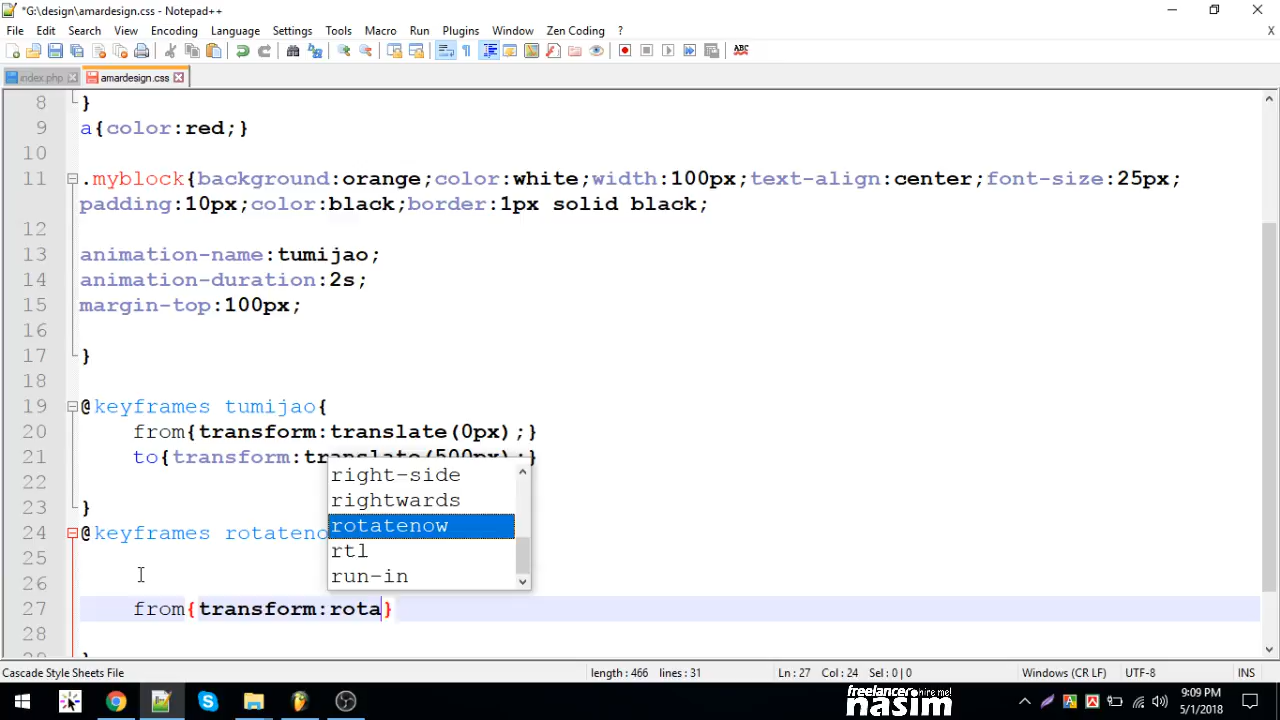 *G:\design\amardesign.css - Notepad++
File Edit Search View Encoding Language Settings Tools Macro Run Plugins Window Zen Coding ?
X
ABC
index.php amardesign.css
8 }
9 a{color:red;}
10
11 .myblock{background:orange;color:white;width:100px;text-align:center;font-size:25px;
padding:10px;color:black;border:1px solid black;
12
13 animation-name:tumijao;
14 animation-duration:2s;
15 margin-top:100px;
16
17 }
18
19 @keyframes tumijao{
20 from{transform:translate(0px);}
21 to{transform:translate(500px);}
right-side
22
rightwards
23 }
24 @keyframes rotateno
rotatenow
25
rtl
26
run-in
27 from{transform:rota}
28
Cascade Style Sheets File length : 466 lines : 31 Ln : 27 Col : 24 Sel : 0 | 0 Windows (CR LF) UTF-8 INS
freelancer hire me!
nasim
9:09 PM
5/1/2018